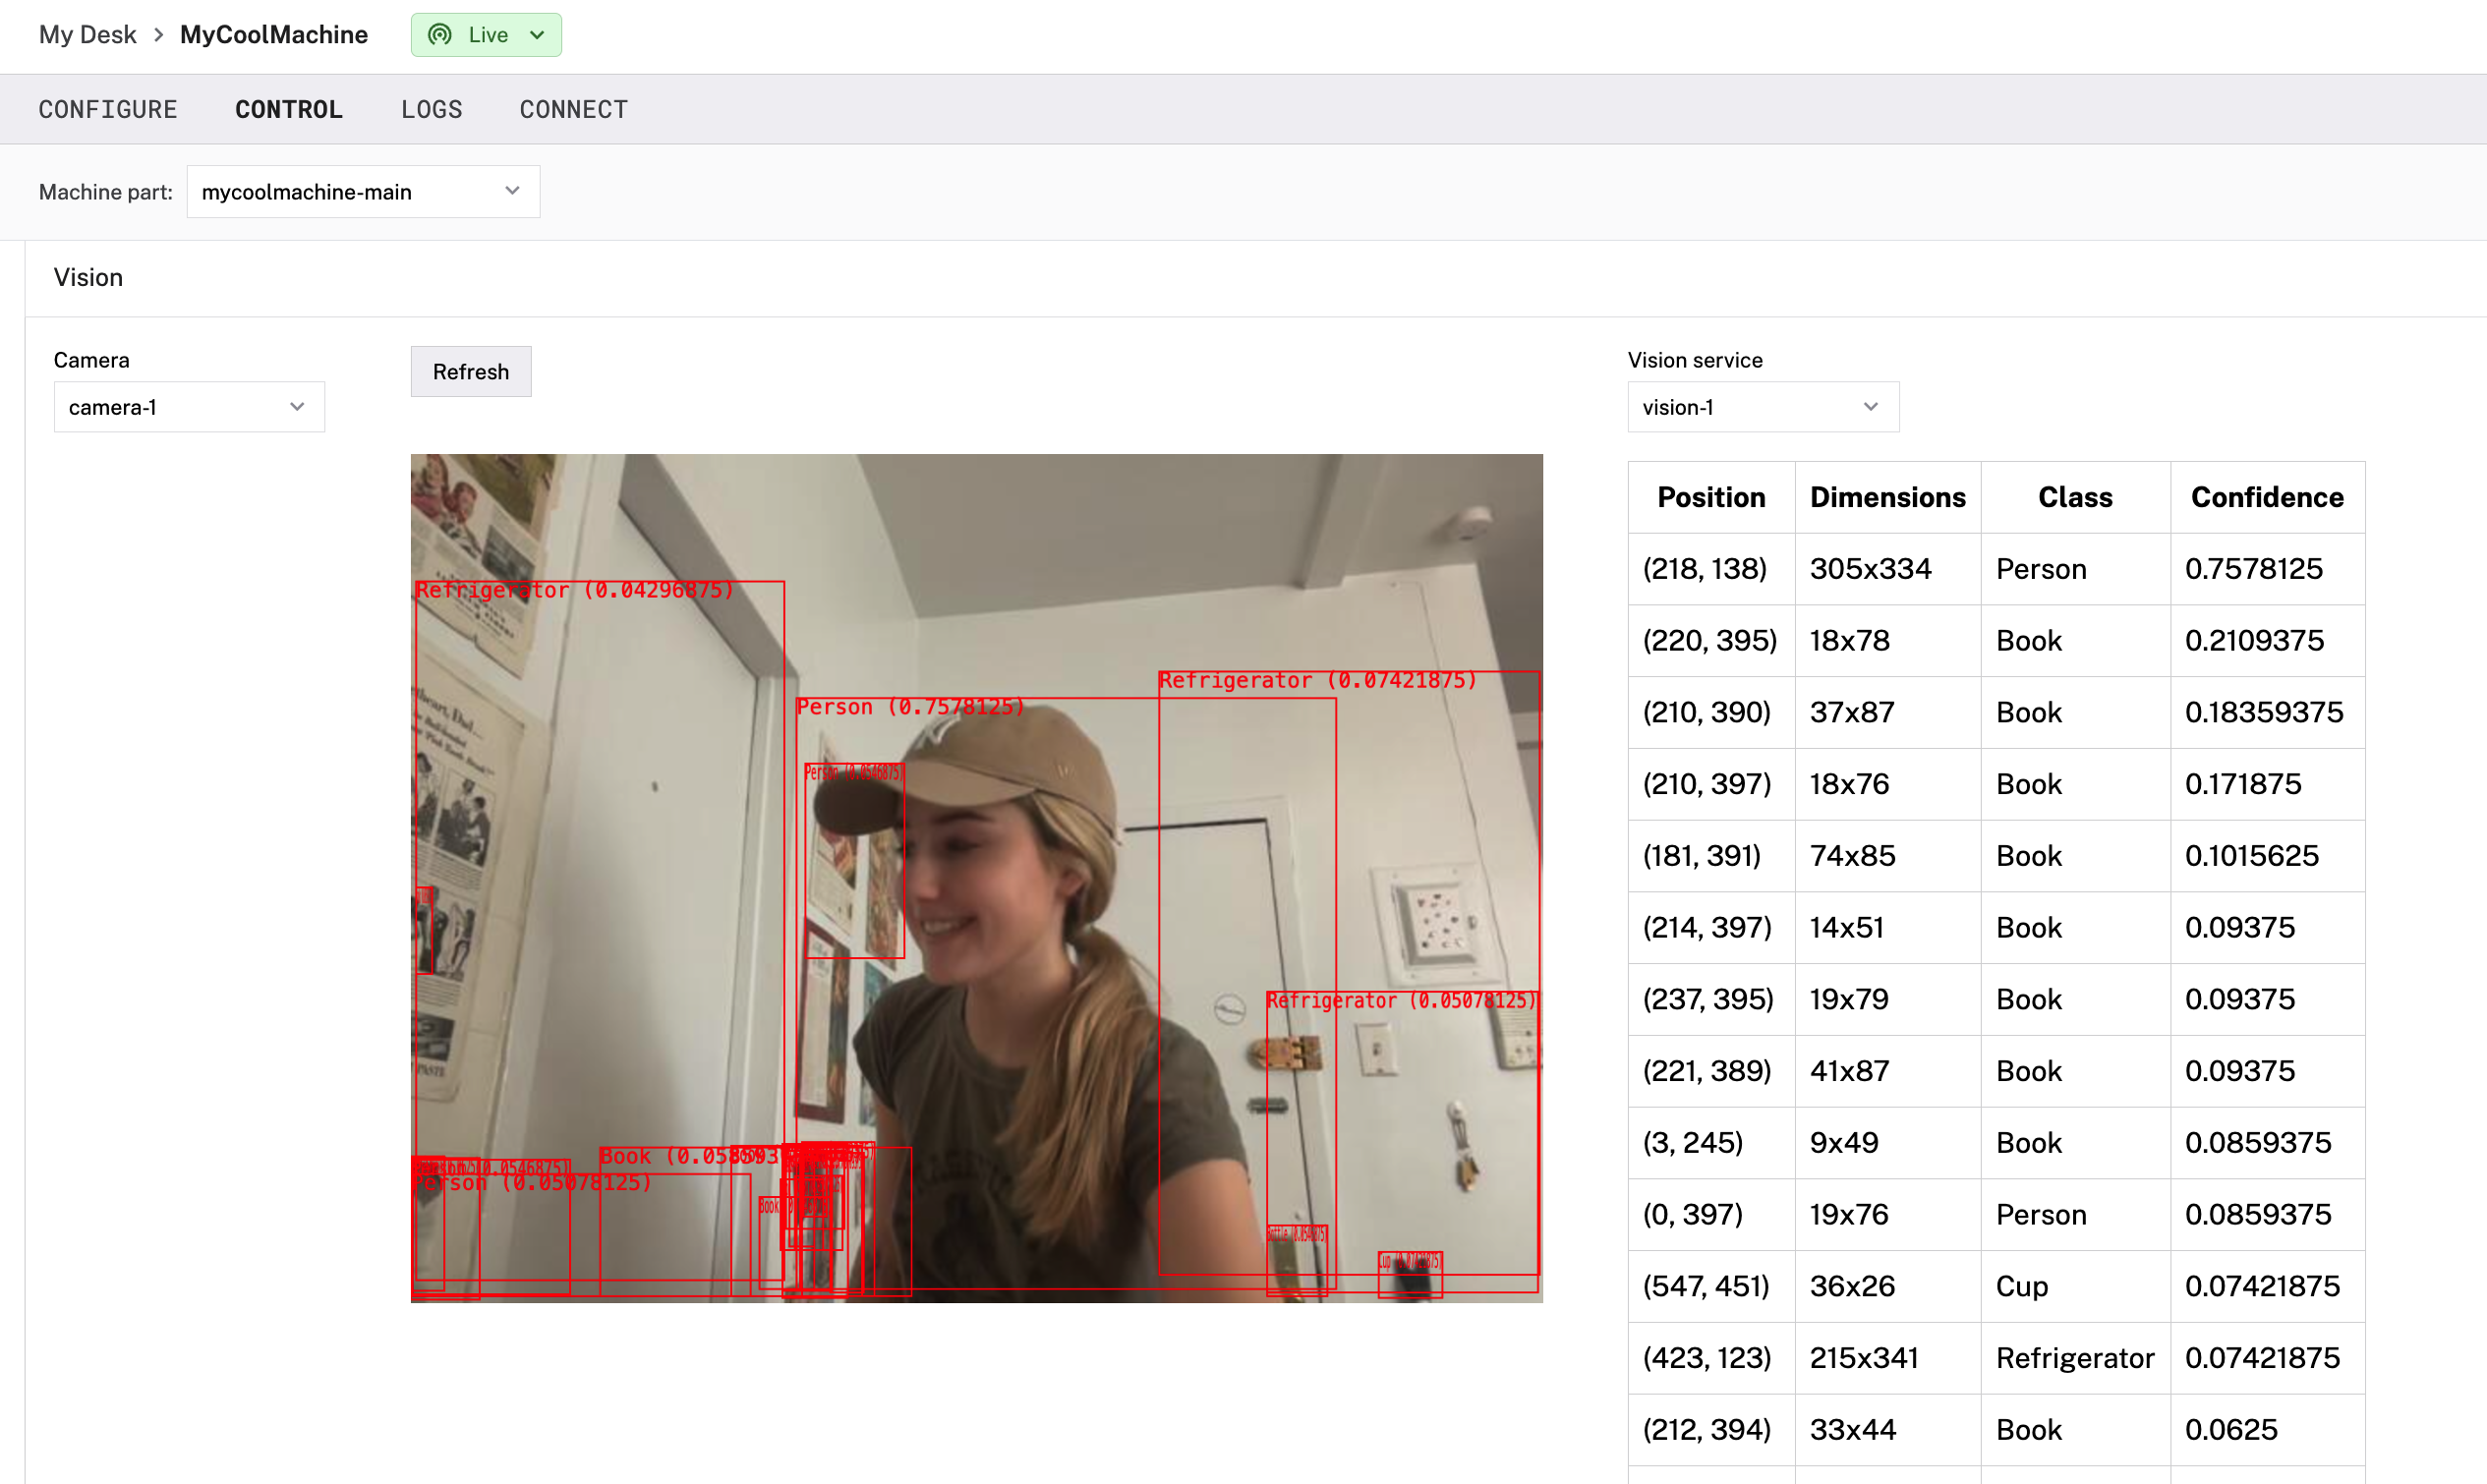 My Desk > MyCoolMachine Live
CONFIGURE CONTROL LOGS CONNECT
Machine part: mycoolmachine-main
Vision
Camera
camera-1
Refresh
Refrigerator (0.04296875)
Refrigerator (0.07421875)
Person (0.7578125)
Person (0.0546875)
Refrigerator (0.05078125)
Person (0.05078125)
Cup (0.07421875)
Vision service
vision-1
Position Dimensions Class Confidence
(218, 138) 305x334 Person 0.7578125
(220, 395) 18x78 Book 0.2109375
(210, 390) 37x87 Book 0.18359375
(210, 397) 18x76 Book 0.171875
(181, 391) 74x85 Book 0.1015625
(214, 397) 14x51 Book 0.09375
(237, 395) 19x79 Book 0.09375
(221, 389) 41x87 Book 0.09375
(3, 245) 9x49 Book 0.0859375
(0, 397) 19x76 Person 0.0859375
(547, 451) 36x26 Cup 0.07421875
(423, 123) 215x341 Refrigerator 0.07421875
(212, 394) 33x44 Book 0.0625